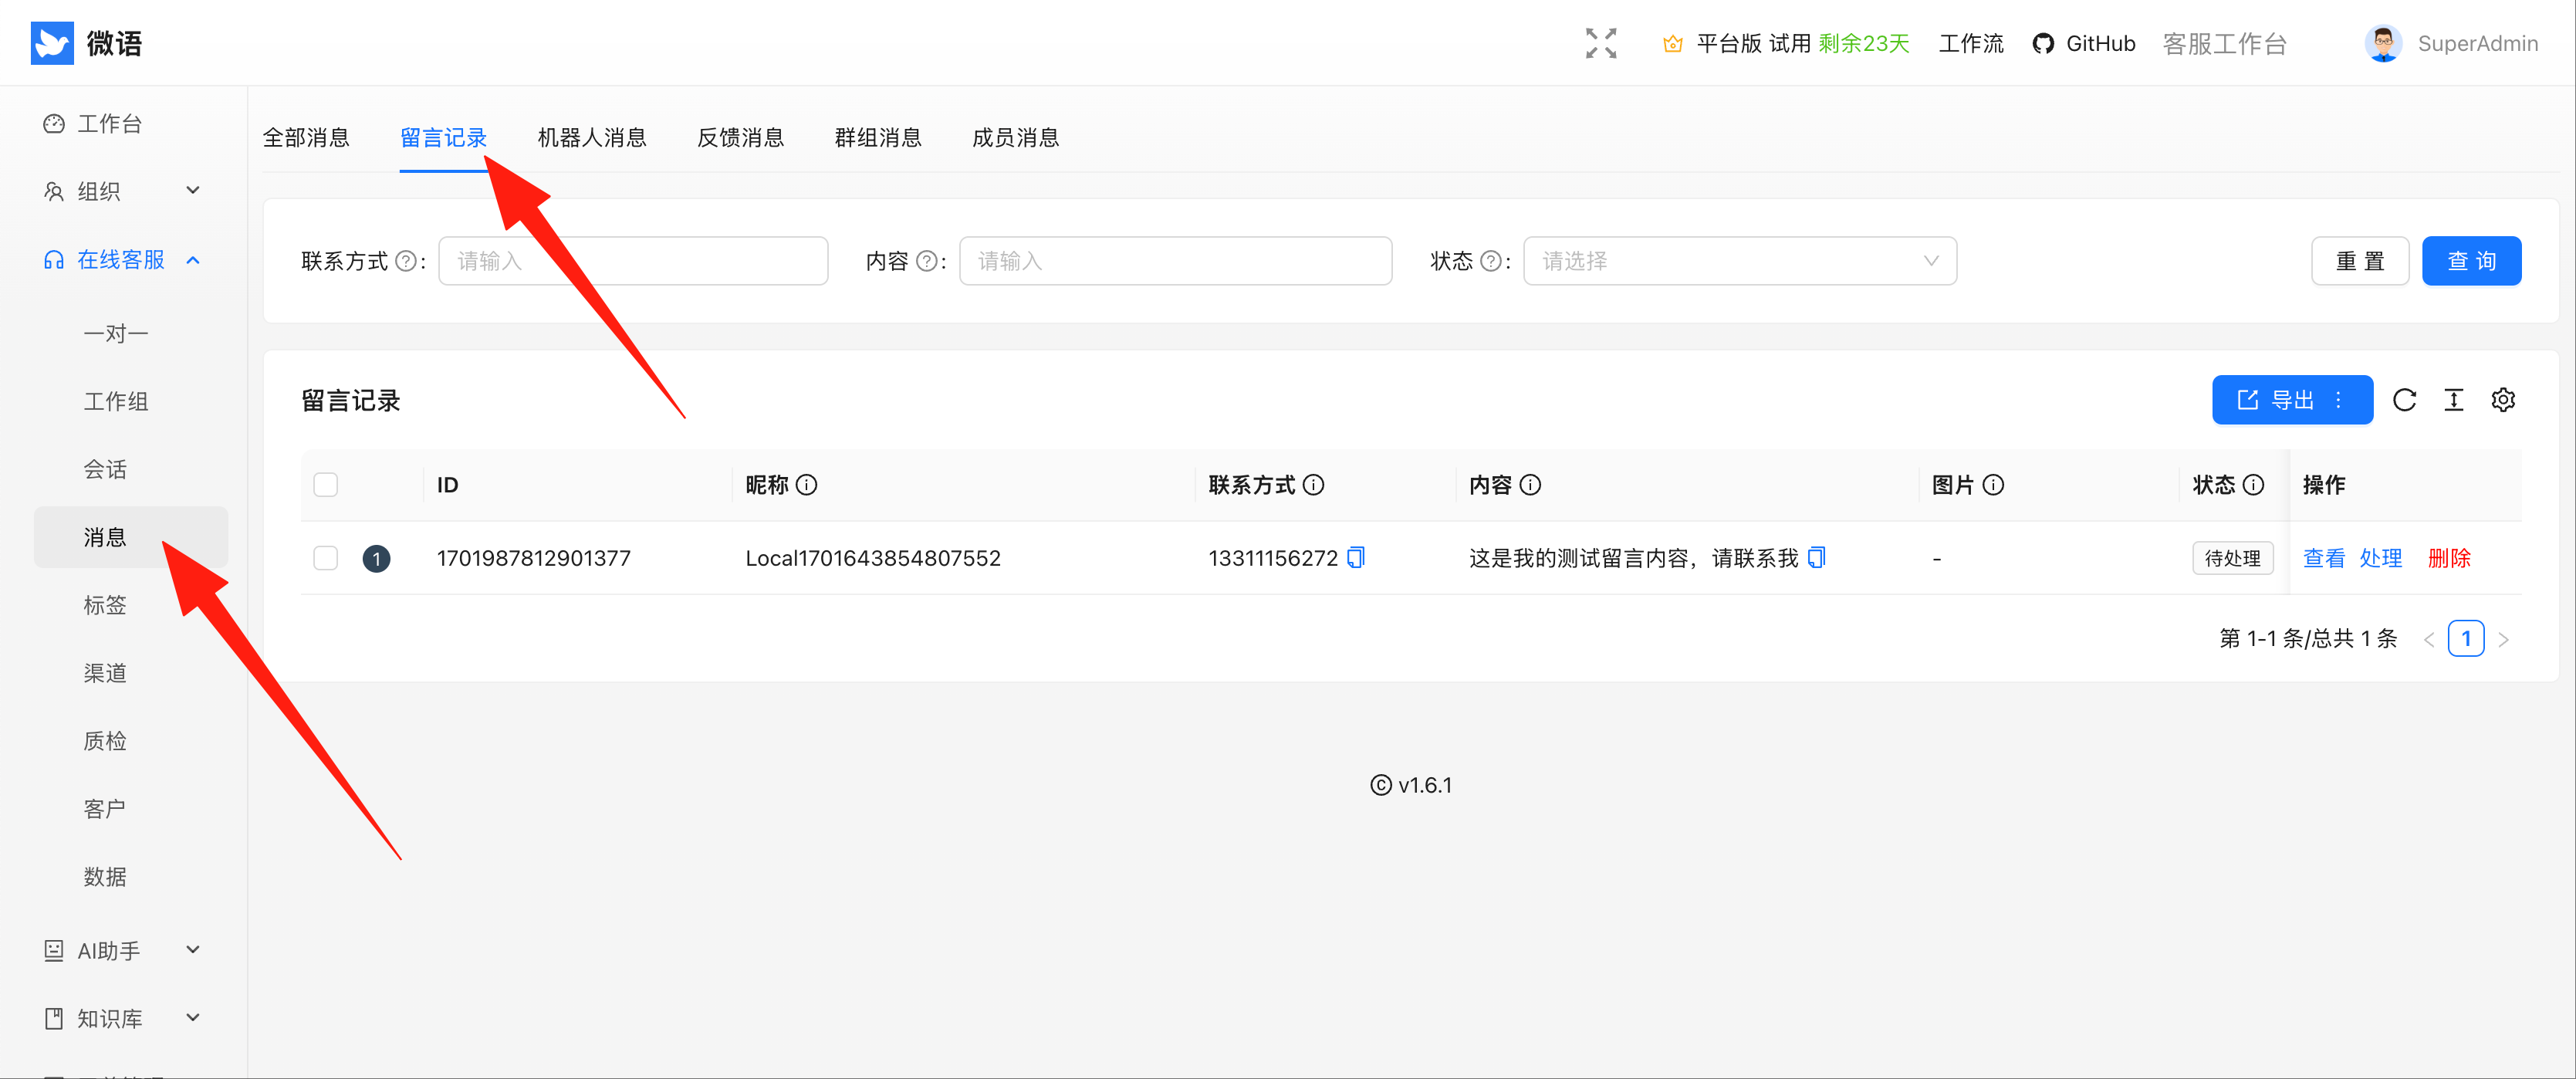 微语
平台版 试用 剩余23天 工作流 GitHub 客服工作台 SuperAdmin
工作台
组织
在线客服
一对一
工作组
会话
消息
标签
渠道
质检
客户
数据
AI助手
知识库
全部消息 留言记录 机器人消息 反馈消息 群组消息 成员消息
联系方式 ? : 请输入 内容 ? : 请输入 状态 ? : 请选择 重 置 查 询
留言记录 导出
ID 昵称 联系方式 内容 图片 状态 操作
1 1701987812901377 Local1701643854807552 13311156272 这是我的测试留言内容，请联系我 - 待处理 查看 处理 删除
第 1-1 条/总共 1 条 < 1 >
© v1.6.1